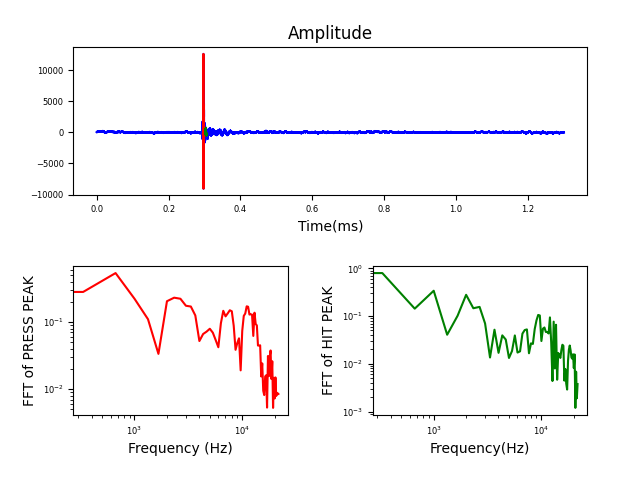 Amplitude
10000
5000
0
−5000
−10000
0.0 0.2 0.4 0.6 0.8 1.0 1.2
Time(ms)
FFT of PRESS PEAK
10⁻¹
10⁻²
10³ 10⁴
Frequency (Hz)
FFT of HIT PEAK
10⁰
10⁻¹
10⁻²
10⁻³
10³ 10⁴
Frequency(Hz)